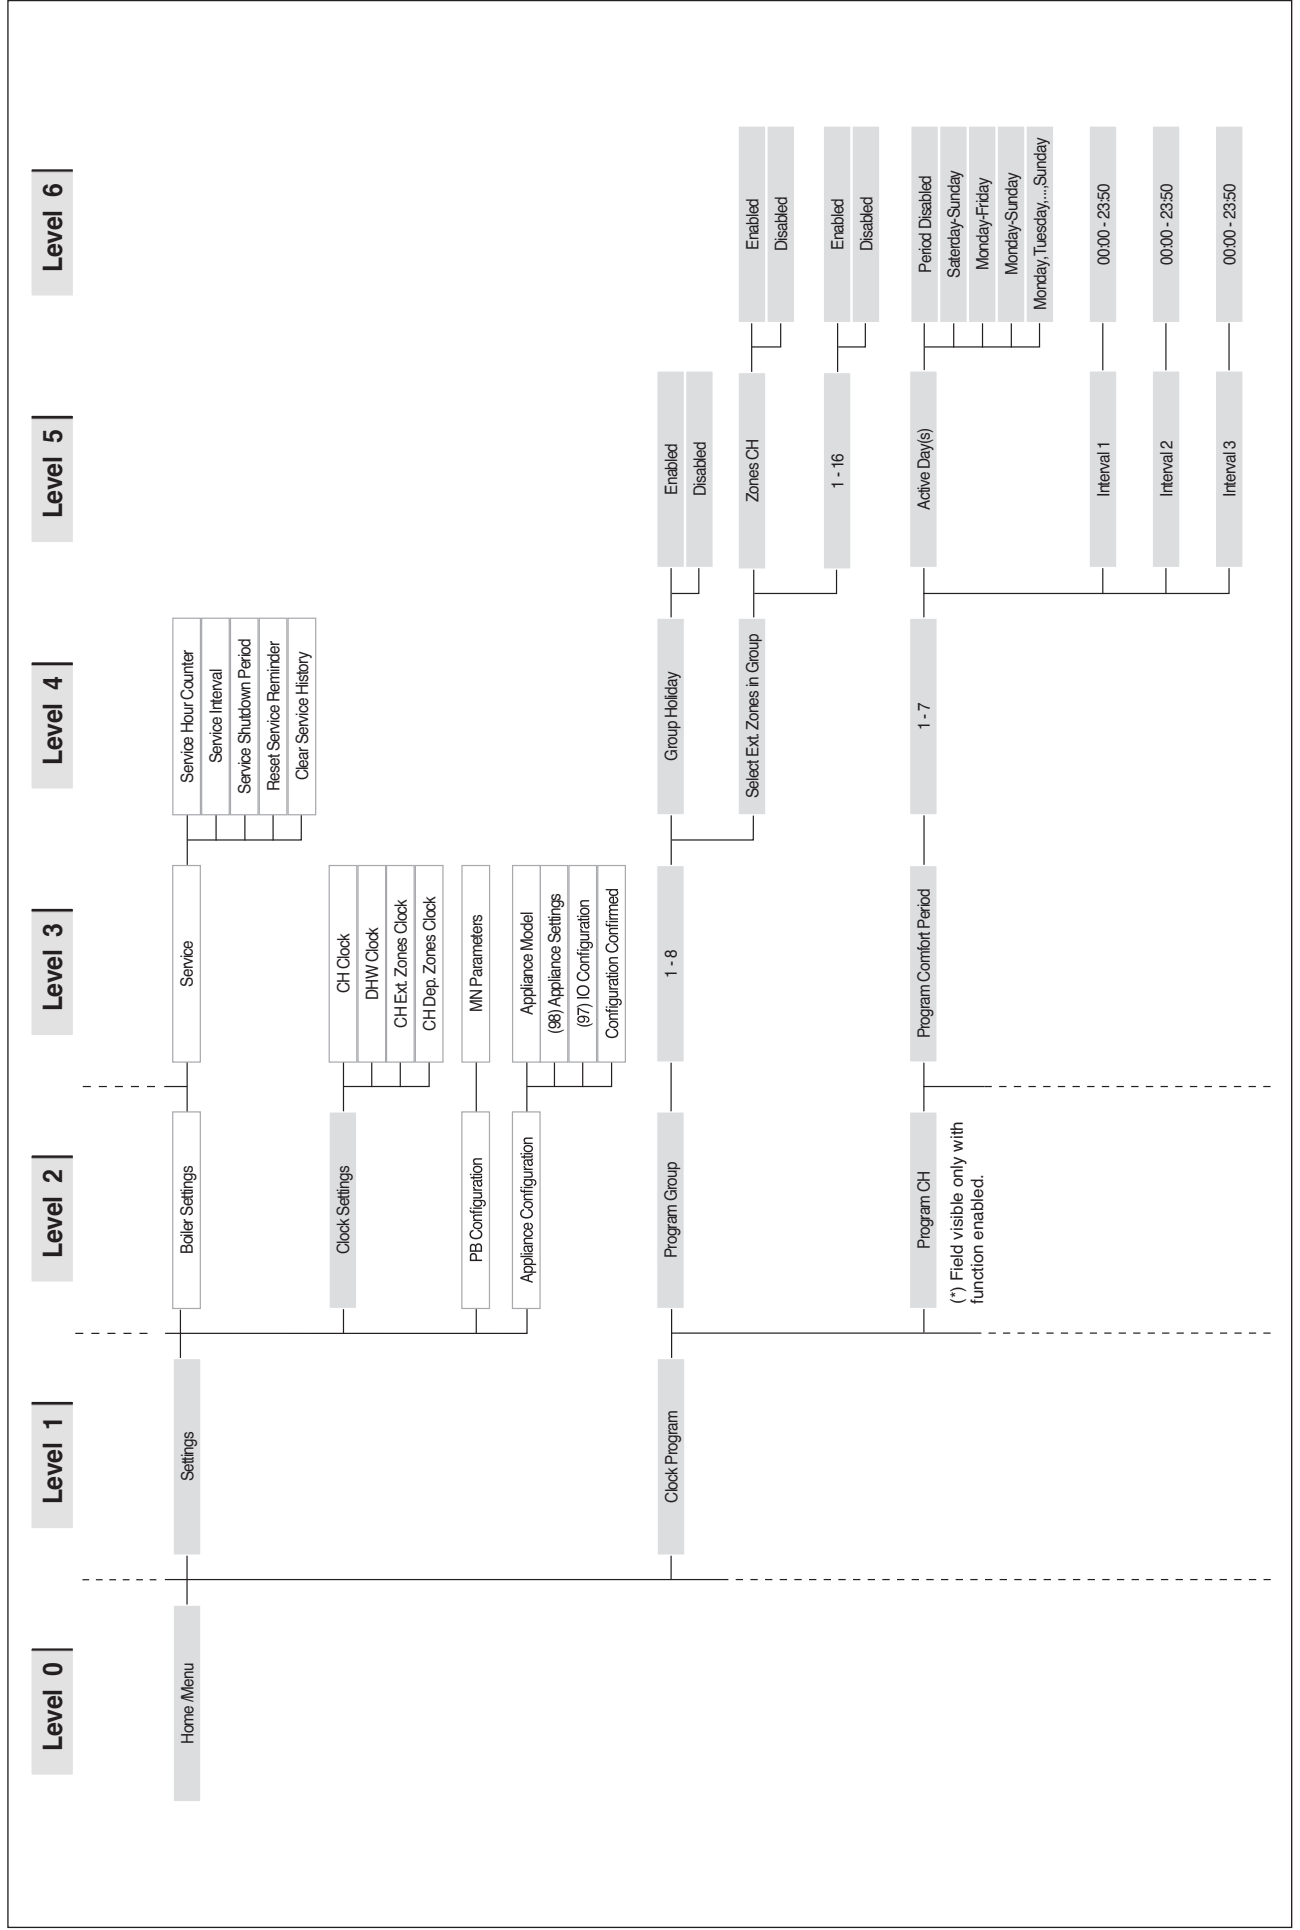 Level 0
Level 1
Level 2
Level 3
Level 4
Level 5
Level 6
Home /Menu
Settings
Boiler Settings
Service
Service Hour Counter
Service Interval
Service Shutdown Period
Reset Service Reminder
Clear Service History
Clock Settings
CH Clock
DHW Clock
CH Ext. Zones Clock
CH Dep. Zones Clock
PB Configuration
MN Parameters
Appliance Configuration
Appliance Model
(98) Appliance Settings
(97) IO Configuration
Configuration Confirmed
Clock Program
Program Group
1 - 8
Group Holiday
Enabled
Disabled
Select Ext. Zones in Group
Zones CH
Enabled
Disabled
1 - 16
Enabled
Disabled
Program CH
(*) Field visible only with
function enabled.
Program Comfort Period
1 - 7
Active Day(s)
Period Disabled
Saterday-Sunday
Monday-Friday
Monday-Sunday
Monday,Tuesday,...,Sunday
Interval 1
00:00 - 23:50
Interval 2
00:00 - 23:50
Interval 3
00:00 - 23:50